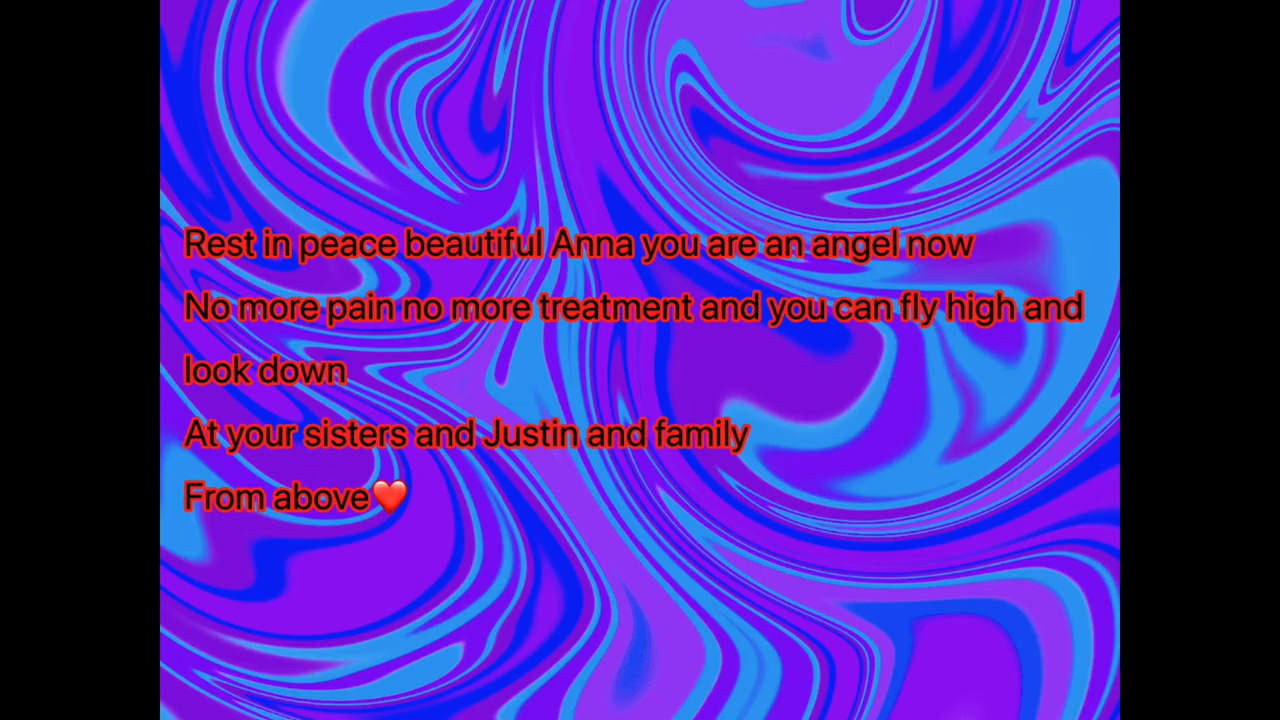 Rest in peace beautiful Anna you are an angel now
No more pain no more treatment and you can fly high and
look down
At your sisters and Justin and family
From above❤️